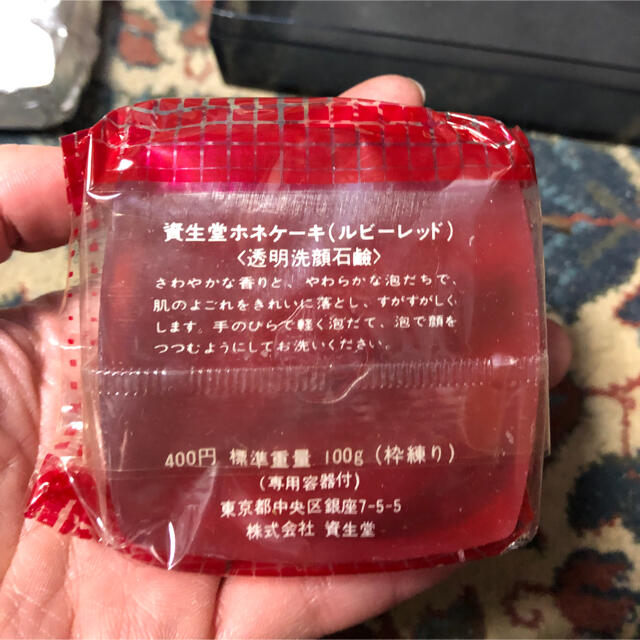 資生堂ホネケーキ(ルビーレッド)
〈透明洗顔石鹸〉
さわやかな香りと、やわらかな泡だちで、
肌のよごれをきれいに落とし、すがすがしく
します。手のひらで軽く泡だて、泡で顔を
つつむようにしてお洗いください。
400円 標準重量 100g (枠練り)
(専用容器付)
東京都中央区銀座7-5-5
株式会社 資生堂